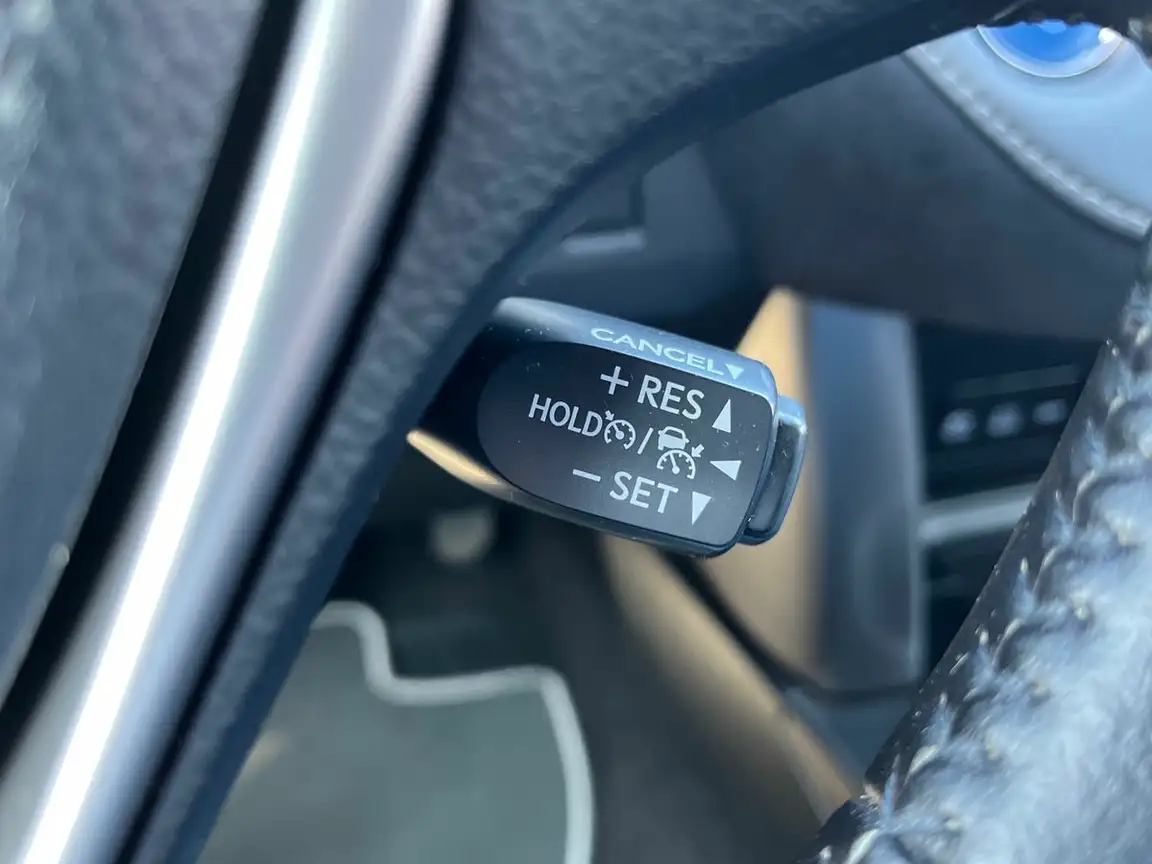 CANCEL▼
+ RES ▲
HOLD / ◀
− SET ▼